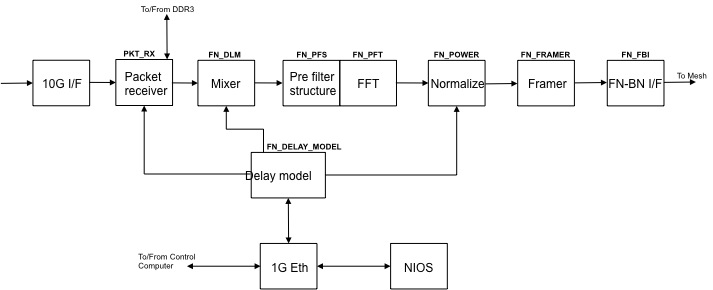 To/From DDR3
PKT_RX
FN_DLM
FN_PFS
FN_PFT
FN_POWER
FN_FRAMER
FN_FBI
10G I/F
Packet
receiver
Mixer
Pre filter
structure
FFT
Normalize
Framer
FN-BN I/F
To Mesh
FN_DELAY_MODEL
Delay model
To/From Control
Computer
1G Eth
NIOS